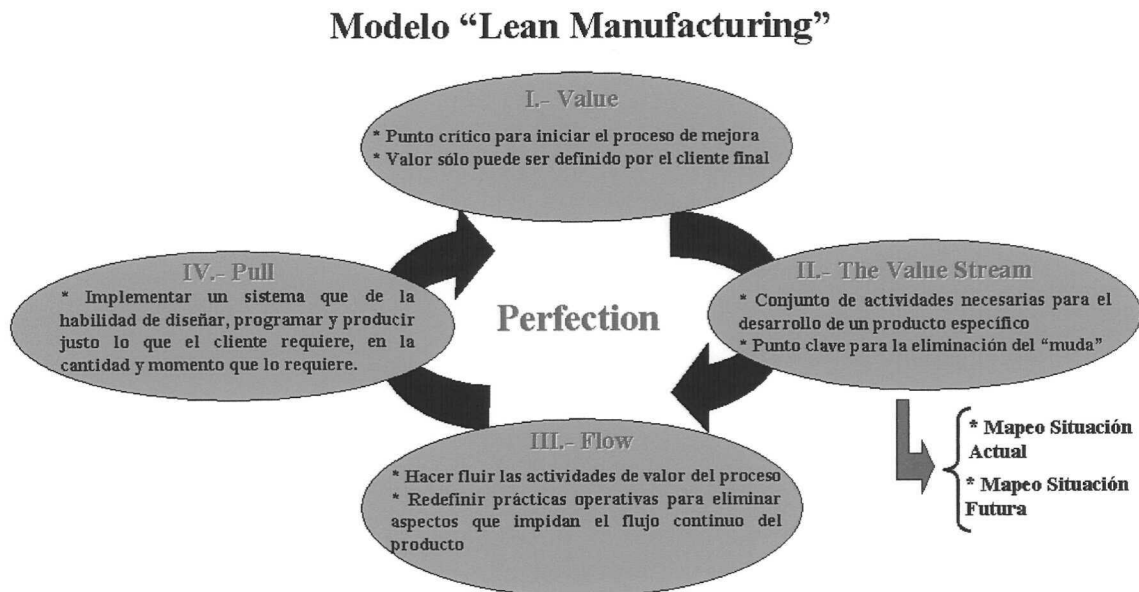 Modelo “Lean Manufacturing”
I.- Value
* Punto crítico para iniciar el proceso de mejora
* Valor sólo puede ser definido por el cliente final
II.- The Value Stream
* Conjunto de actividades necesarias para el
desarrollo de un producto específico
* Punto clave para la eliminación del “muda”
* Mapeo Situación
Actual
* Mapeo Situación
Futura
III.- Flow
* Hacer fluir las actividades de valor del proceso
* Redefinir prácticas operativas para eliminar
aspectos que impidan el flujo continuo del
producto
IV.- Pull
* Implementar un sistema que de la
habilidad de diseñar, programar y producir
justo lo que el cliente requiere, en la
cantidad y momento que lo requiere.
Perfection